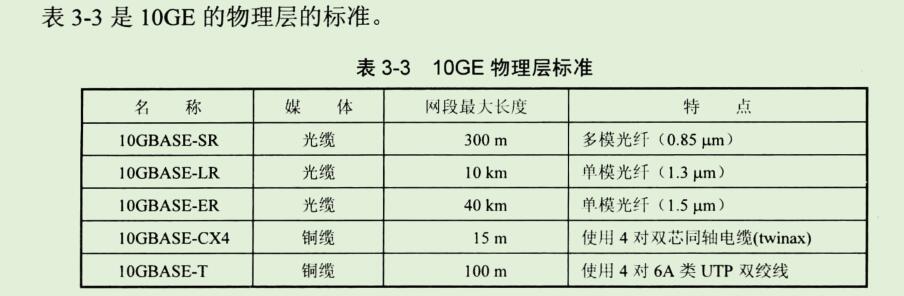 表 3-3 是 10GE 的物理层的标准。
表 3-3 10GE 物理层标准
名 称 媒 体 网段最大长度 特 点
10GBASE-SR 光缆 300 m 多模光纤（0.85 μm）
10GBASE-LR 光缆 10 km 单模光纤（1.3 μm）
10GBASE-ER 光缆 40 km 单模光纤（1.5 μm）
10GBASE-CX4 铜缆 15 m 使用 4 对双芯同轴电缆(twinax)
10GBASE-T 铜缆 100 m 使用 4 对 6A 类 UTP 双绞线